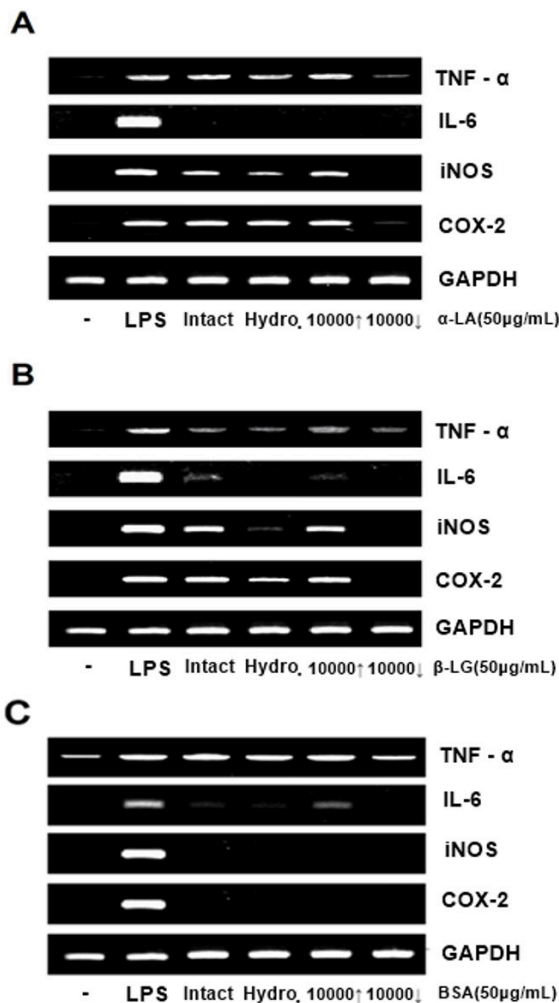 A
TNF - α
IL-6
iNOS
COX-2
GAPDH
- LPS Intact Hydro. 10000↑ 10000↓ α-LA(50µg/mL)
B
TNF - α
IL-6
iNOS
COX-2
GAPDH
- LPS Intact Hydro. 10000↑ 10000↓ β-LG(50µg/mL)
C
TNF - α
IL-6
iNOS
COX-2
GAPDH
- LPS Intact Hydro. 10000↑ 10000↓ BSA(50µg/mL)